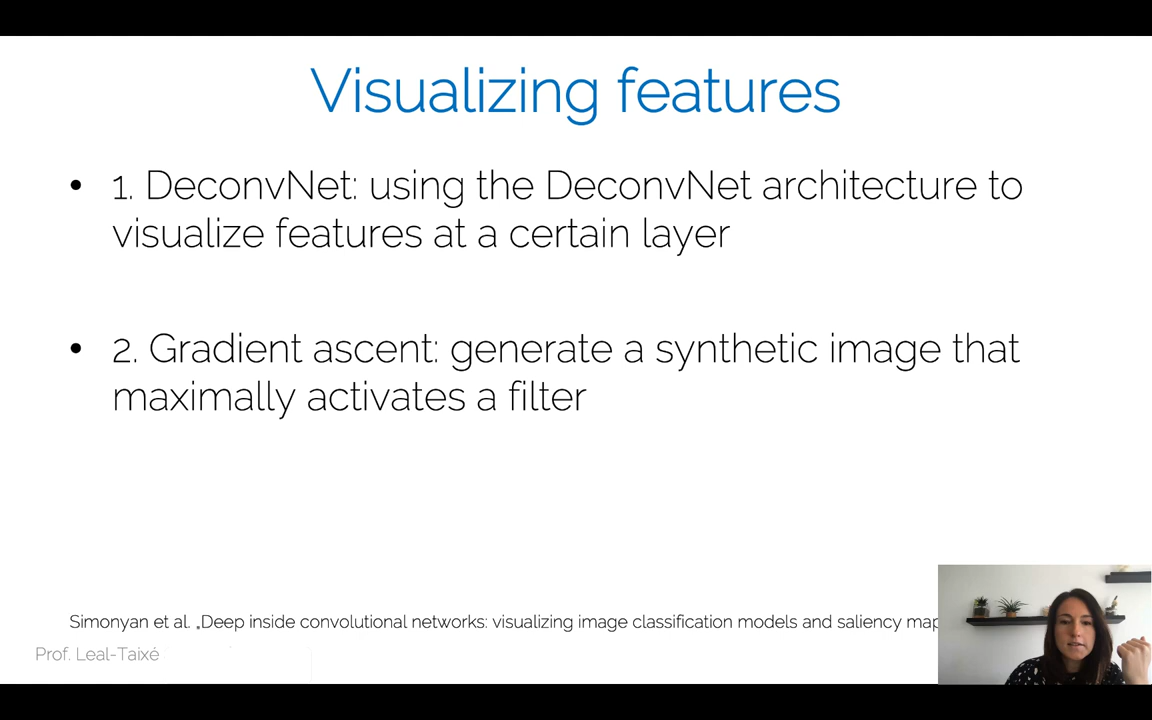 Visualizing features
• 1. DeconvNet: using the DeconvNet architecture to
visualize features at a certain layer
• 2. Gradient ascent: generate a synthetic image that
maximally activates a filter
Simonyan et al. „Deep inside convolutional networks: visualizing image classification models and saliency map
Prof. Leal-Taixé